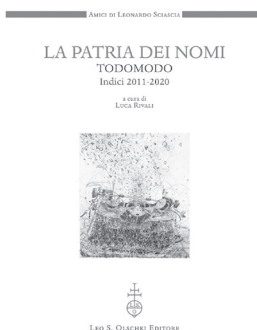 AMICI DI LEONARDO SCIASCIA
LA PATRIA DEI NOMI
TODOMODO
Indici 2011-2020
a cura di
LUCA RIVALI
LEO S. OLSCHKI EDITORE